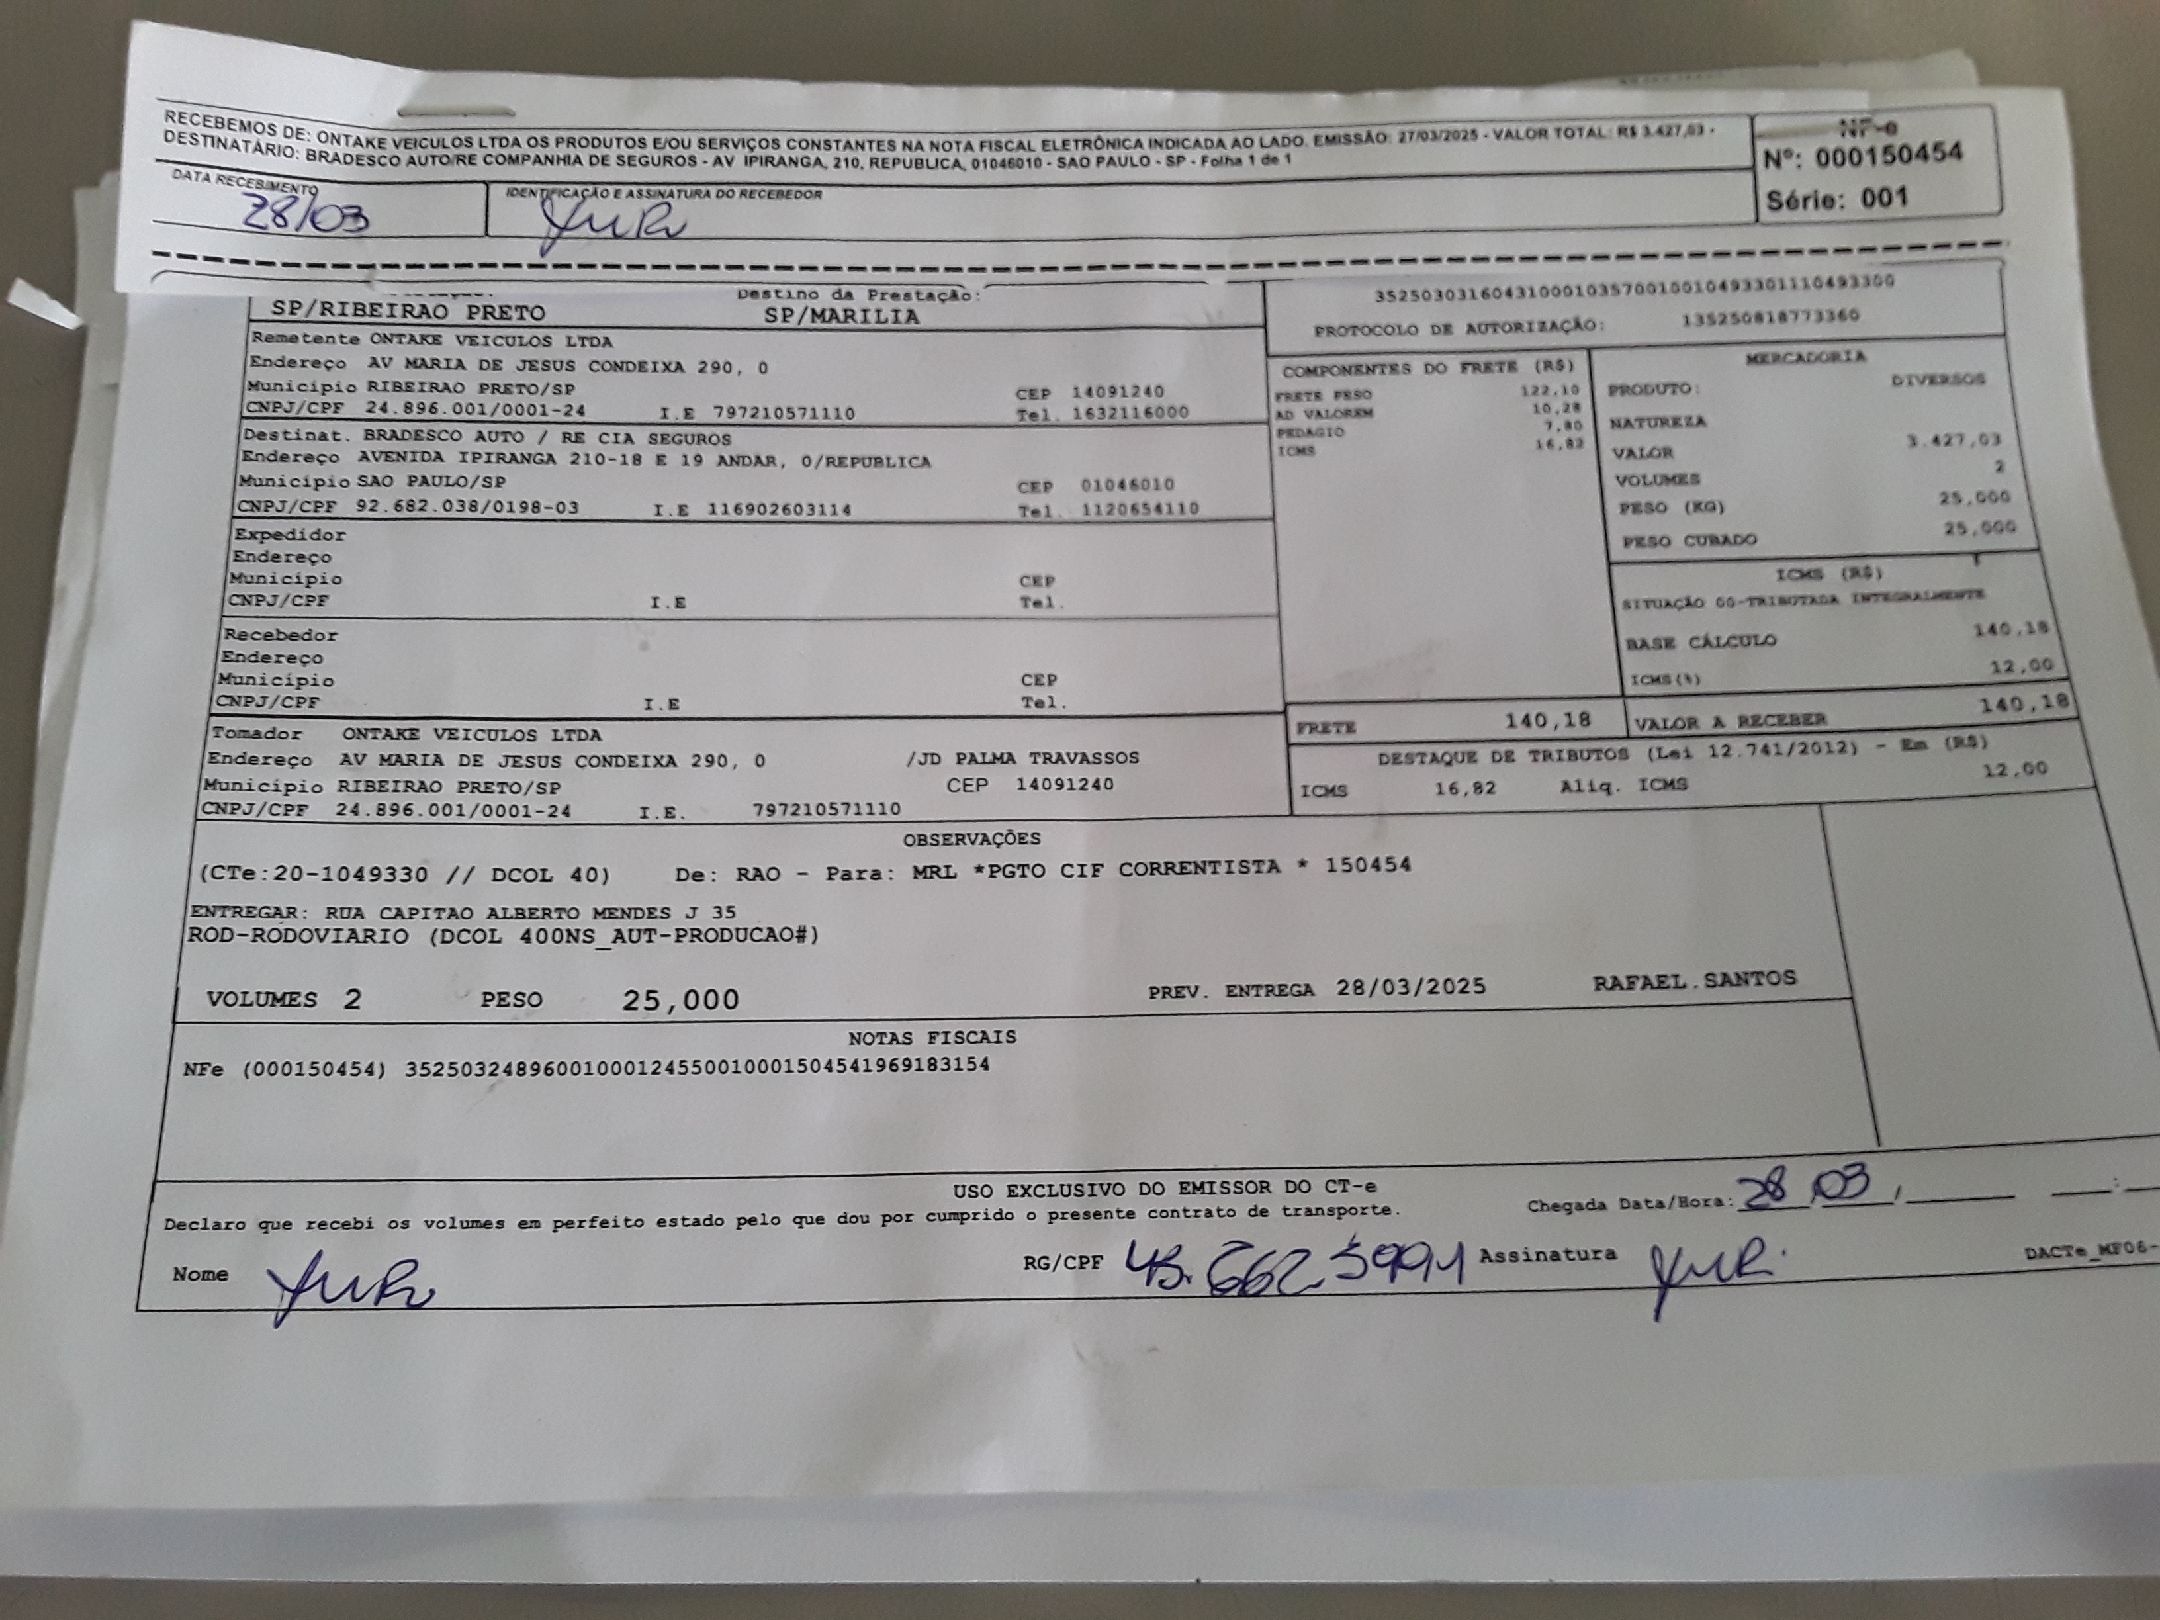 RECEBEMOS DE: ONTAKE VEICULOS LTDA OS PRODUTOS E/OU SERVIÇOS CONSTANTES NA NOTA FISCAL ELETRÔNICA INDICADA AO LADO. EMISSÃO: 27/03/2025 - VALOR TOTAL: R$ 3.427,03 -
DESTINATÁRIO: BRADESCO AUTO/RE COMPANHIA DE SEGUROS - AV IPIRANGA, 210, REPUBLICA, 01046010 - SAO PAULO - SP - Folha 1 de 1
NF-e
Nº: 000150454
Série: 001
DATA RECEBIMENTO
28/03
IDENTIFICAÇÃO E ASSINATURA DO RECEBEDOR
YURi
Destino da Prestação:
SP/RIBEIRAO PRETO SP/MARILIA
Remetente ONTAKE VEICULOS LTDA
Endereço AV MARIA DE JESUS CONDEIXA 290, 0
Município RIBEIRAO PRETO/SP CEP 14091240
CNPJ/CPF 24.896.001/0001-24 I.E 797210571110 Tel. 1632116000
Destinat. BRADESCO AUTO / RE CIA SEGUROS
Endereço AVENIDA IPIRANGA 210-18 E 19 ANDAR, 0/REPUBLICA
Município SAO PAULO/SP CEP 01046010
CNPJ/CPF 92.682.038/0198-03 I.E 116902603114 Tel. 1120654110
Expedidor
Endereço
Município CEP
CNPJ/CPF I.E Tel.
Recebedor
Endereço
Município CEP
CNPJ/CPF I.E Tel.
Tomador ONTAKE VEICULOS LTDA
Endereço AV MARIA DE JESUS CONDEIXA 290, 0 /JD PALMA TRAVASSOS
Município RIBEIRAO PRETO/SP CEP 14091240
CNPJ/CPF 24.896.001/0001-24 I.E. 797210571110
35250303160431000103570010010493301110493300
PROTOCOLO DE AUTORIZAÇÃO: 135250818773360
COMPONENTES DO FRETE (R$)
FRETE PESO 122,10
AD VALOREM 10,28
PEDAGIO 7,80
ICMS 16,82
MERCADORIA
PRODUTO: DIVERSOS
NATUREZA
VALOR 3.427,03
VOLUMES 2
PESO (KG) 25,000
PESO CUBADO 25,000
ICMS (R$)
SITUAÇÃO 00-TRIBUTADA INTEGRALMENTE
BASE CÁLCULO 140,18
ICMS(%) 12,00
FRETE 140,18 VALOR A RECEBER 140,18
DESTAQUE DE TRIBUTOS (Lei 12.741/2012) - Em (R$)
ICMS 16,82 Aliq. ICMS 12,00
OBSERVAÇÕES
(CTe:20-1049330 // DCOL 40) De: RAO - Para: MRL *PGTO CIF CORRENTISTA * 150454
ENTREGAR: RUA CAPITAO ALBERTO MENDES J 35
ROD-RODOVIARIO (DCOL 400NS_AUT-PRODUCAO#)
VOLUMES 2 PESO 25,000 PREV. ENTREGA 28/03/2025 RAFAEL.SANTOS
NOTAS FISCAIS
NFe (000150454) 35250324896001000124550010001504541969183154
USO EXCLUSIVO DO EMISSOR DO CT-e
Declaro que recebi os volumes em perfeito estado pelo que dou por cumprido o presente contrato de transporte.
Chegada Data/Hora: 28/03/
Nome YURi RG/CPF 43.662.5991 Assinatura YURi
DACTe_MF06-